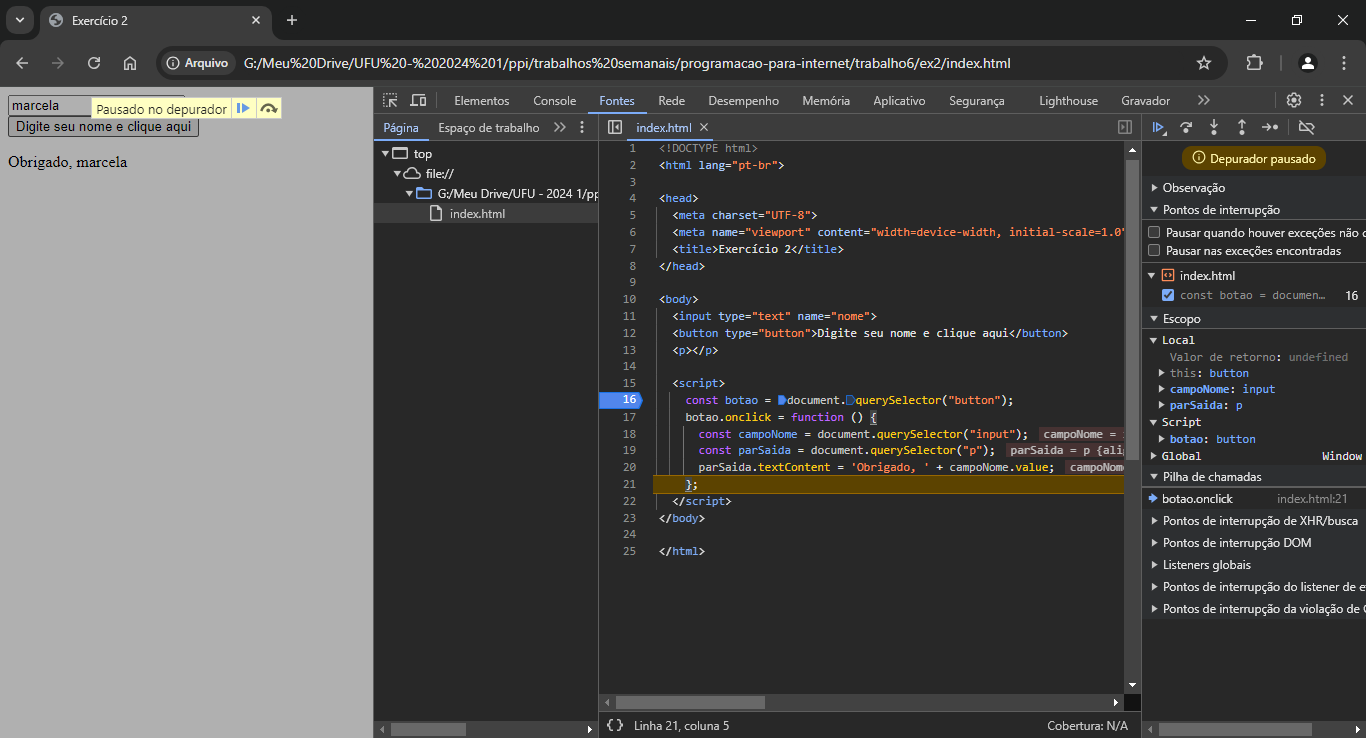 Exercício 2
Arquivo G:/Meu%20Drive/UFU%20-%202024%201/ppi/trabalhos%20semanais/programacao-para-internet/trabalho6/ex2/index.html
marcela
Pausado no depurador
Digite seu nome e clique aqui
Obrigado, marcela
Elementos Console Fontes Rede Desempenho Memória Aplicativo Segurança Lighthouse Gravador
Página Espaço de trabalho
top
file://
G:/Meu Drive/UFU - 2024 1/pp
index.html
index.html
1 <!DOCTYPE html>
2 <html lang="pt-br">
3
4 <head>
5 <meta charset="UTF-8">
6 <meta name="viewport" content="width=device-width, initial-scale=1.0"
7 <title>Exercício 2</title>
8 </head>
9
10 <body>
11 <input type="text" name="nome">
12 <button type="button">Digite seu nome e clique aqui</button>
13 <p></p>
14
15 <script>
16 const botao = document.querySelector("button");
17 botao.onclick = function () {
18 const campoNome = document.querySelector("input"); campoNome =
19 const parSaida = document.querySelector("p"); parSaida = p {alig
20 parSaida.textContent = 'Obrigado, ' + campoNome.value; campoNome
21 };
22 </script>
23 </body>
24
25 </html>
{} Linha 21, coluna 5 Cobertura: N/A
Depurador pausado
Observação
Pontos de interrupção
Pausar quando houver exceções não c
Pausar nas exceções encontradas
index.html
const botao = documen… 16
Escopo
Local
Valor de retorno: undefined
this: button
campoNome: input
parSaida: p
Script
botao: button
Global Window
Pilha de chamadas
botao.onclick index.html:21
Pontos de interrupção de XHR/busca
Pontos de interrupção DOM
Listeners globais
Pontos de interrupção do listener de e
Pontos de interrupção da violação de C